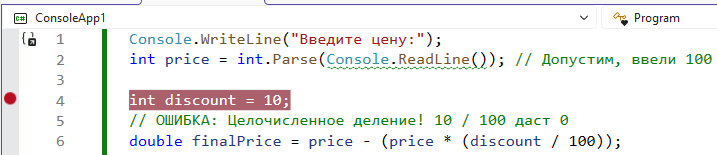 ConsoleApp1 Program
1 Console.WriteLine("Введите цену:");
2 int price = int.Parse(Console.ReadLine()); // Допустим, ввели 100
3
4 int discount = 10;
5 // ОШИБКА: Целочисленное деление! 10 / 100 даст 0
6 double finalPrice = price - (price * (discount / 100));